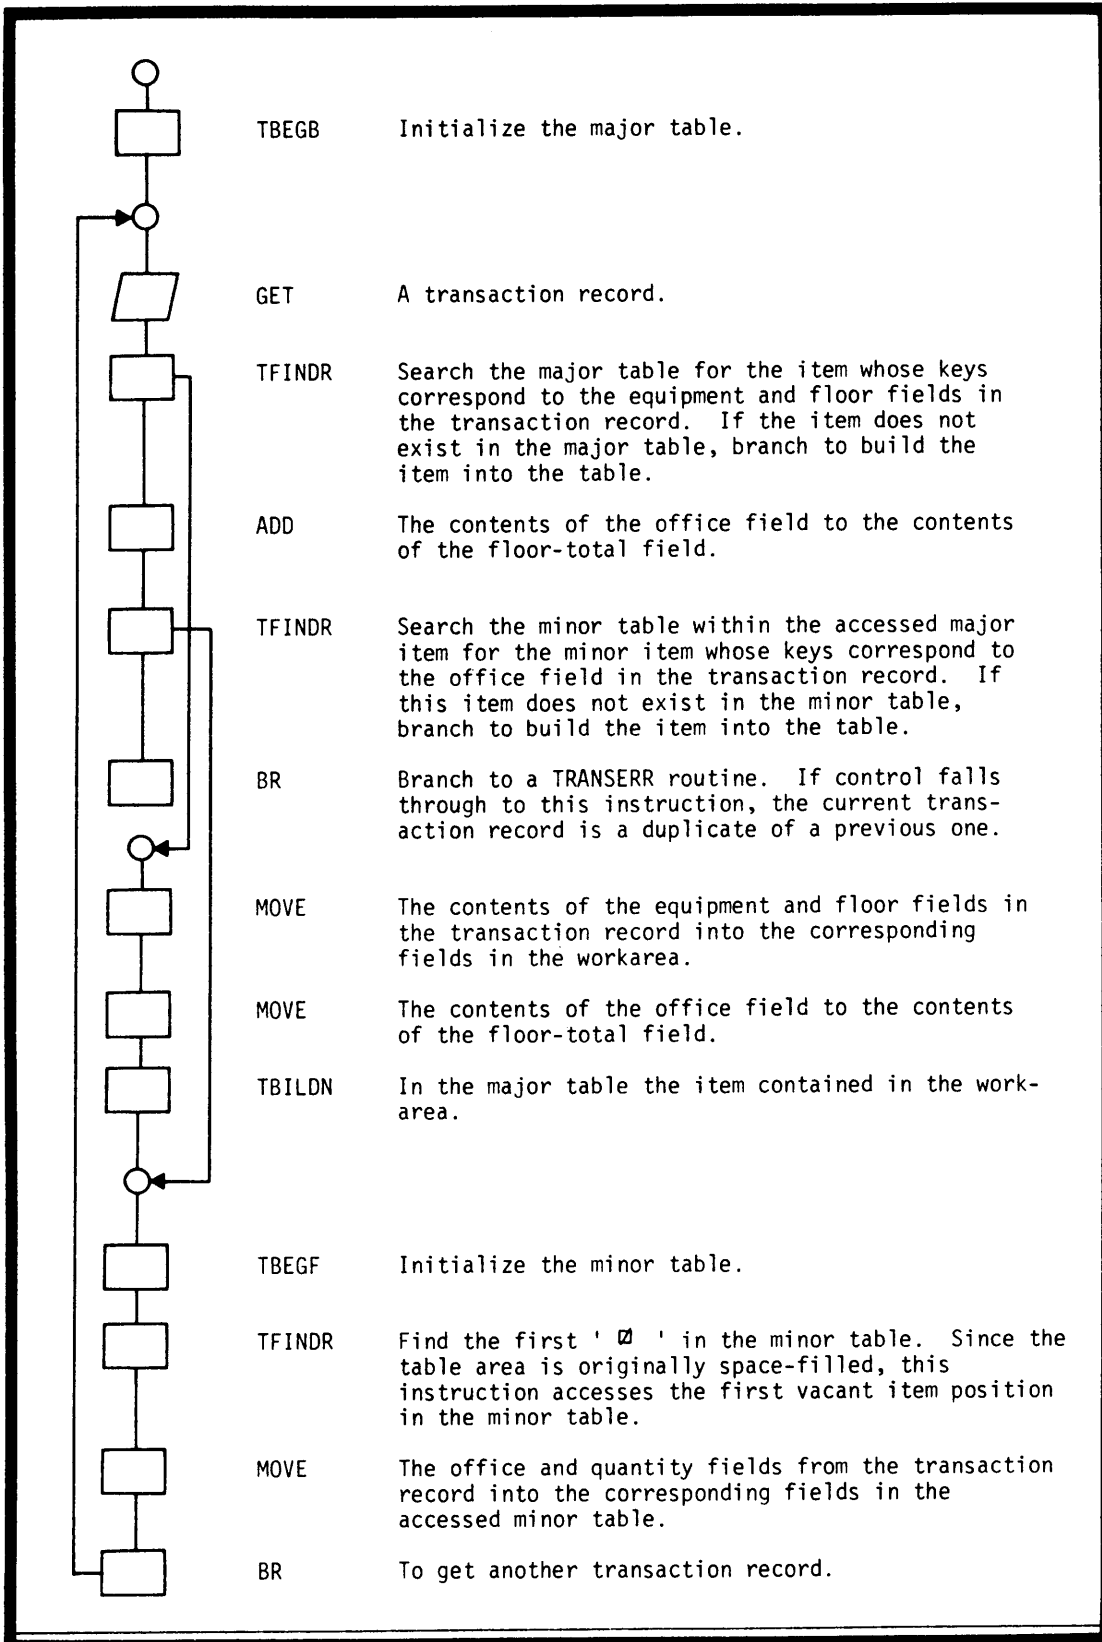 TBEGB Initialize the major table.
GET A transaction record.
TFINDR Search the major table for the item whose keys
correspond to the equipment and floor fields in
the transaction record. If the item does not
exist in the major table, branch to build the
item into the table.
ADD The contents of the office field to the contents
of the floor-total field.
TFINDR Search the minor table within the accessed major
item for the minor item whose keys correspond to
the office field in the transaction record. If
this item does not exist in the minor table,
branch to build the item into the table.
BR Branch to a TRANSERR routine. If control falls
through to this instruction, the current trans-
action record is a duplicate of a previous one.
MOVE The contents of the equipment and floor fields in
the transaction record into the corresponding
fields in the workarea.
MOVE The contents of the office field to the contents
of the floor-total field.
TBILDN In the major table the item contained in the work-
area.
TBEGF Initialize the minor table.
TFINDR Find the first ' ' in the minor table. Since the
table area is originally space-filled, this
instruction accesses the first vacant item position
in the minor table.
MOVE The office and quantity fields from the transaction
record into the corresponding fields in the
accessed minor table.
BR To get another transaction record.